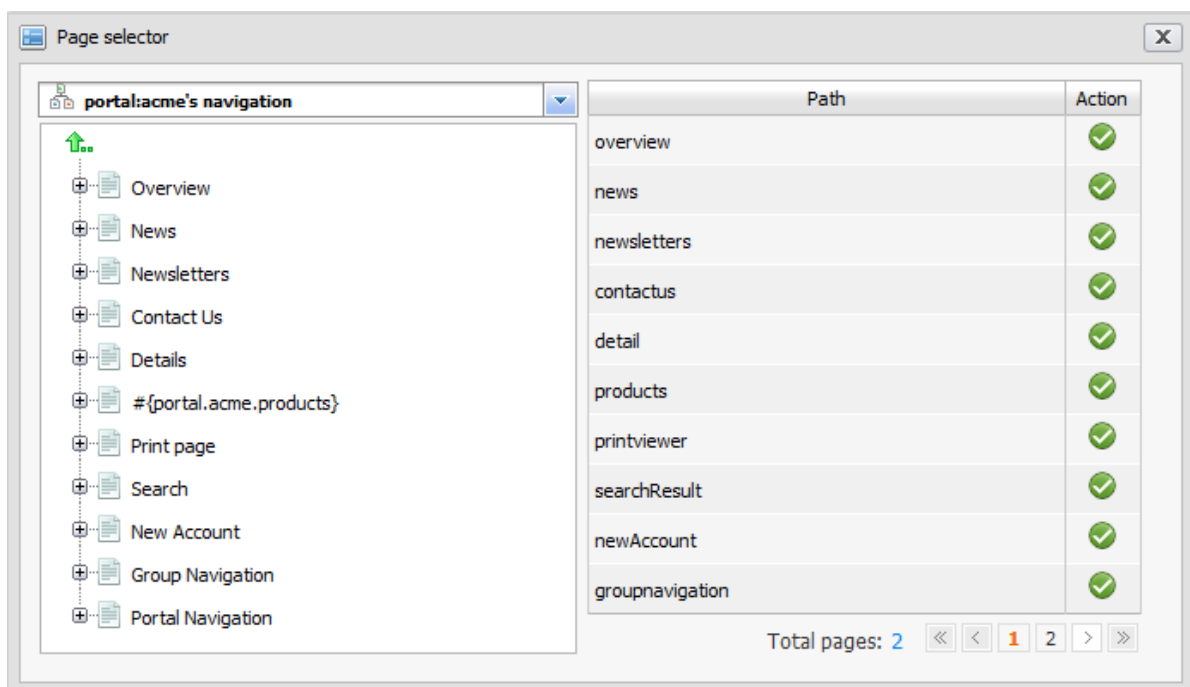 Page selector
X
portal:acme's navigation
Overview
News
Newsletters
Contact Us
Details
#{portal.acme.products}
Print page
Search
New Account
Group Navigation
Portal Navigation
Path Action
overview
news
newsletters
contactus
detail
products
printviewer
searchResult
newAccount
groupnavigation
Total pages: 2 « < 1 2 > »